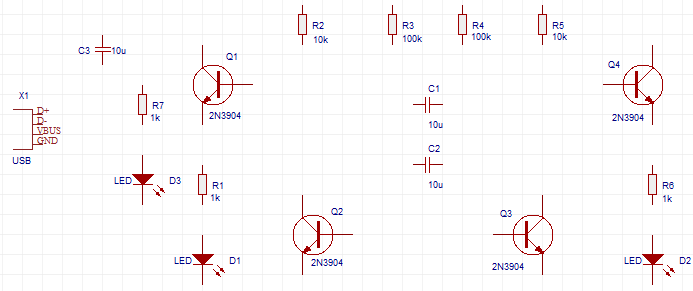 R2
10k
R3
100k
R4
100k
R5
10k
C3
10u
Q1
2N3904
Q4
2N3904
X1
D+
D-
VBUS
GND
USB
R7
1k
C1
10u
C2
10u
LED
D3
R1
1k
R6
1k
Q2
2N3904
Q3
2N3904
LED
D1
LED
D2